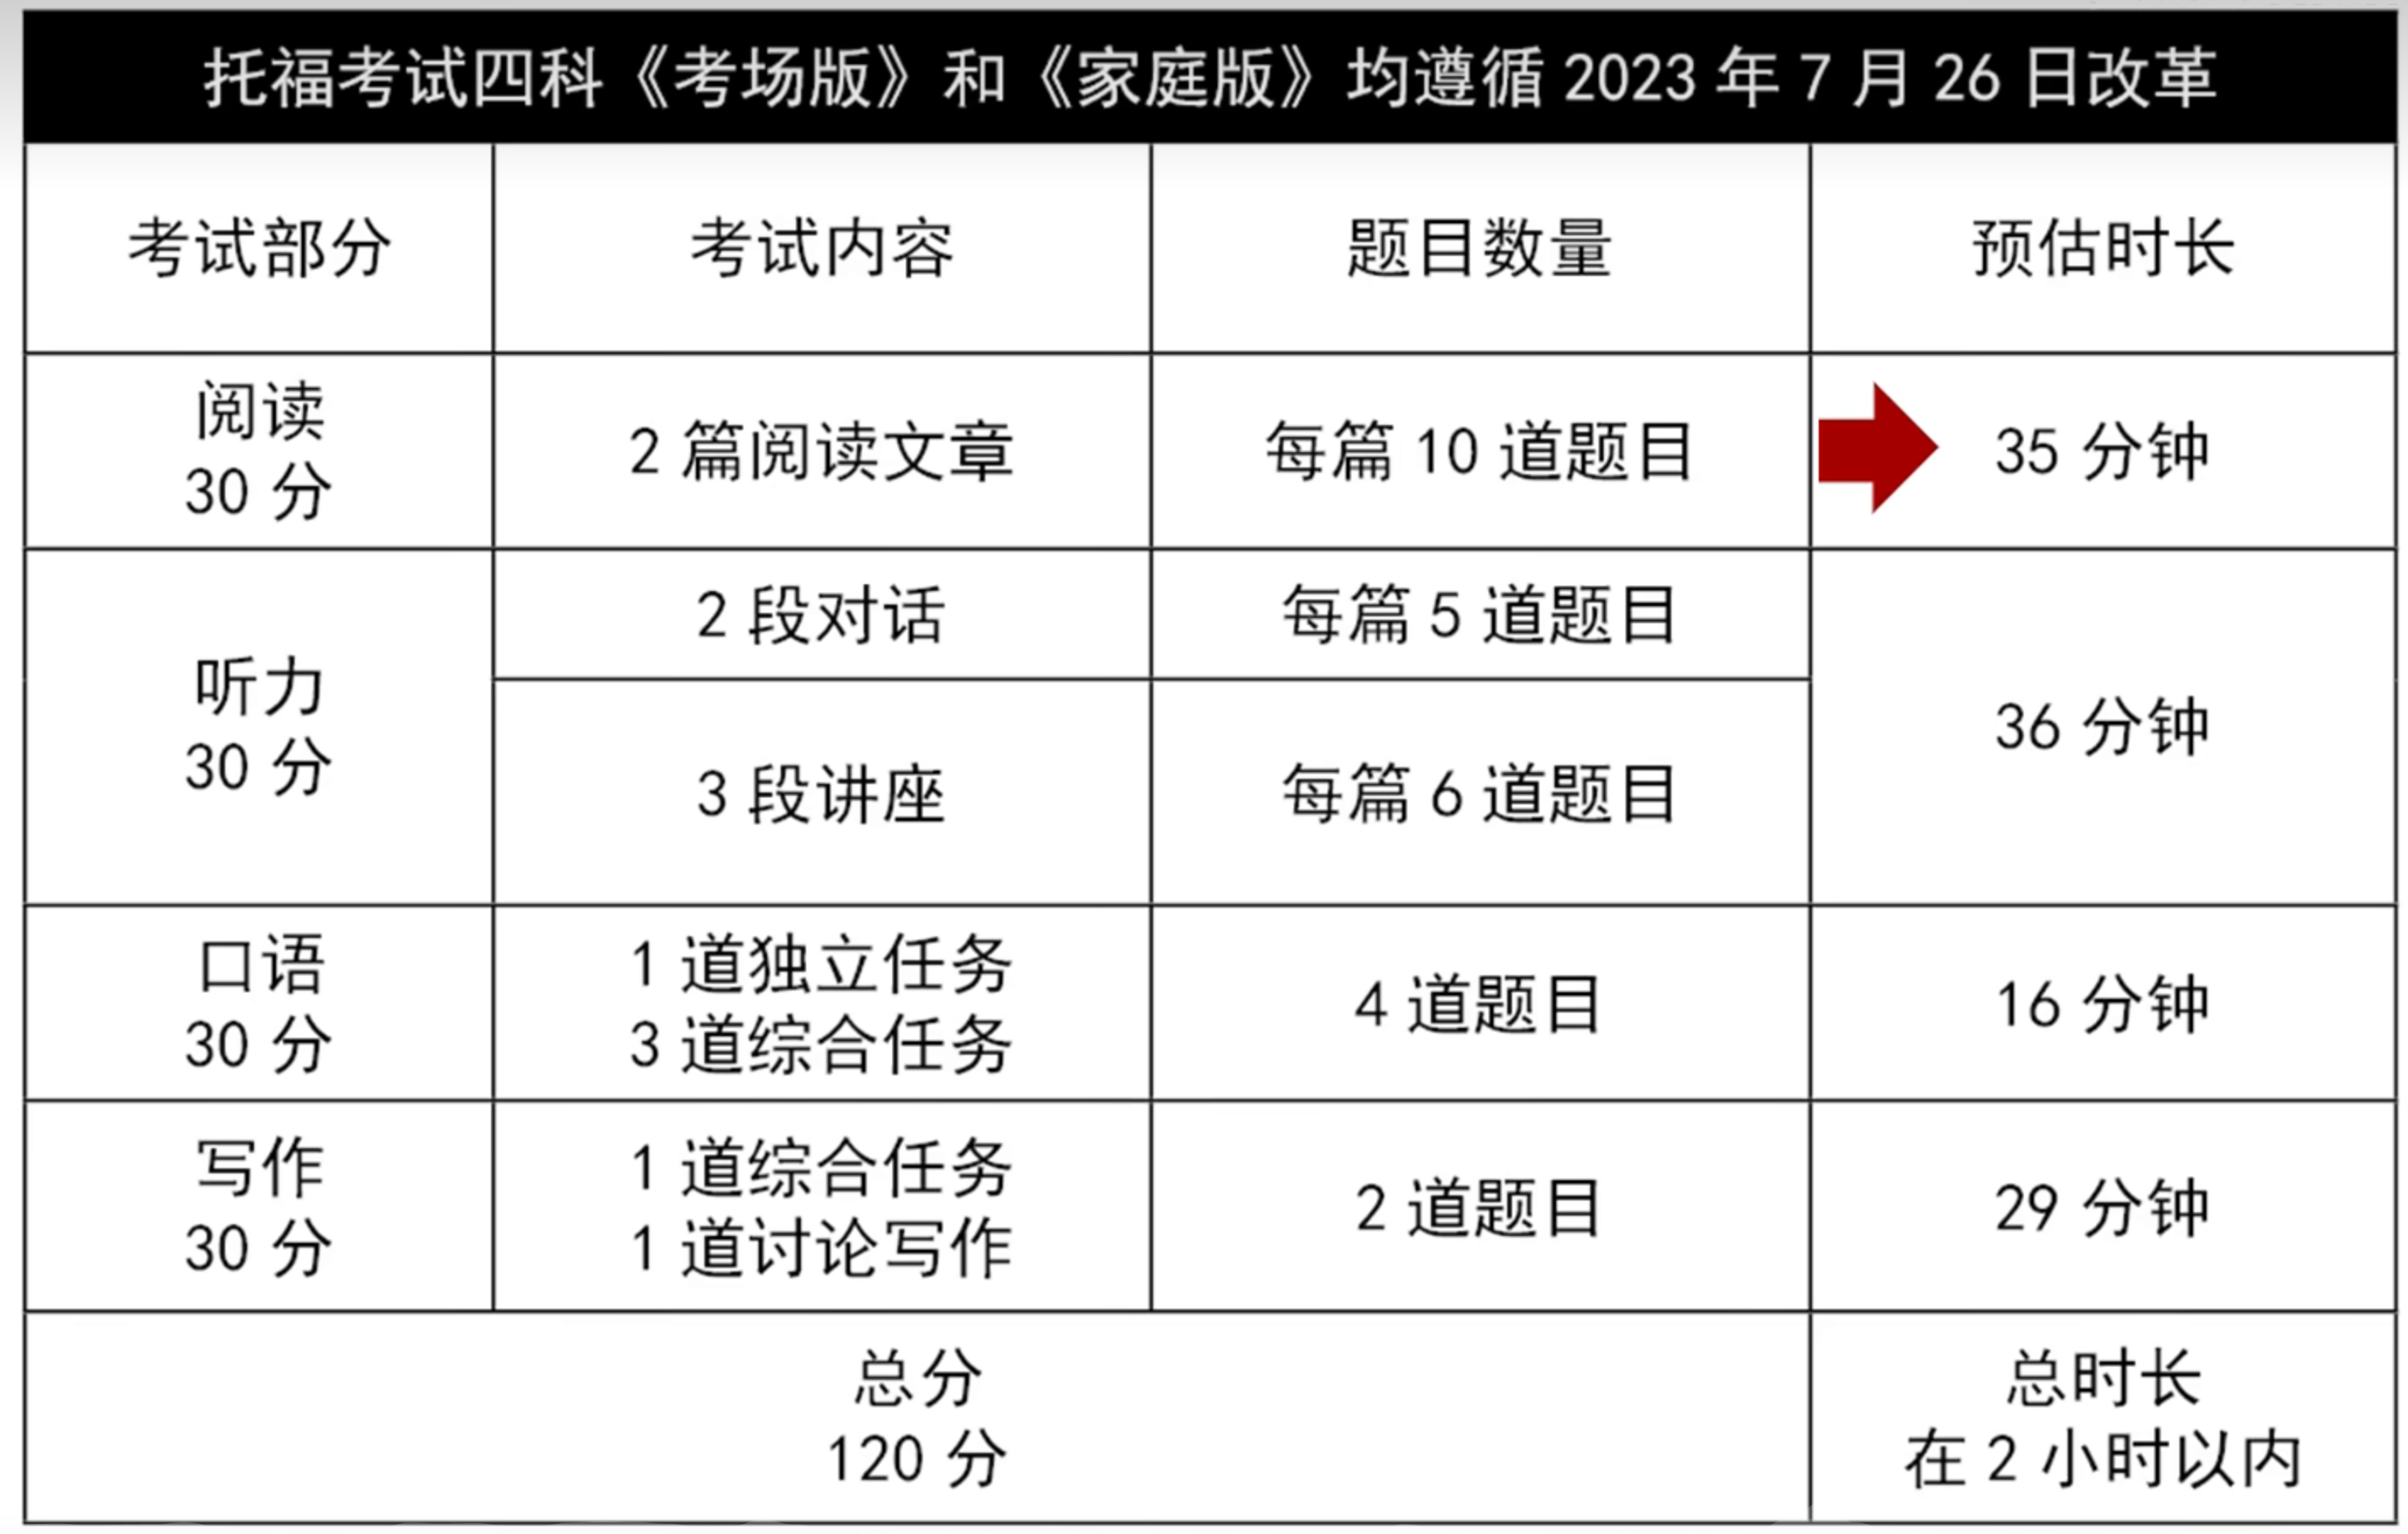 托福考试四科《考场版》和《家庭版》均遵循 2023 年 7 月 26 日改革
考试部分
考试内容
题目数量
预估时长
阅读
30 分
2 篇阅读文章
每篇 10 道题目
35 分钟
听力
30 分
2 段对话
每篇 5 道题目
3 段讲座
每篇 6 道题目
36 分钟
口语
30 分
1 道独立任务
3 道综合任务
4 道题目
16 分钟
写作
30 分
1 道综合任务
1 道讨论写作
2 道题目
29 分钟
总分
120 分
总时长
在 2 小时以内